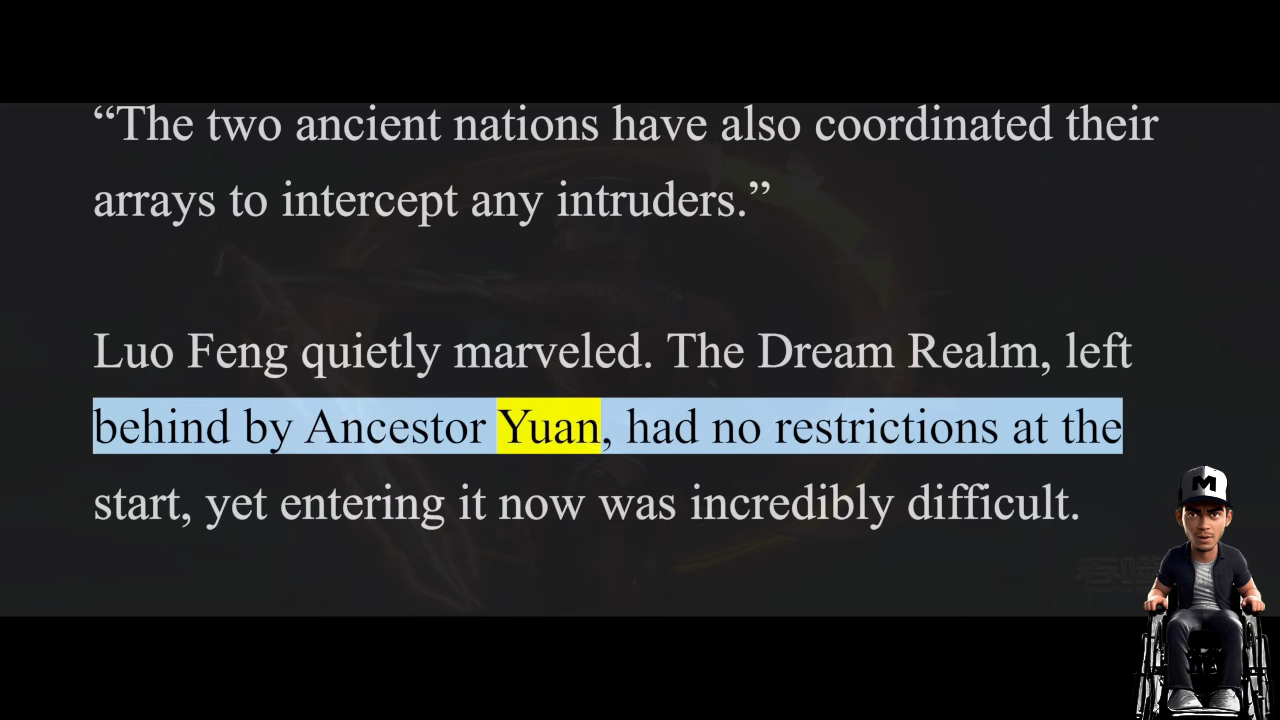 “The two ancient nations have also coordinated their
arrays to intercept any intruders.”
Luo Feng quietly marveled. The Dream Realm, left
behind by Ancestor Yuan, had no restrictions at the
start, yet entering it now was incredibly difficult.
M